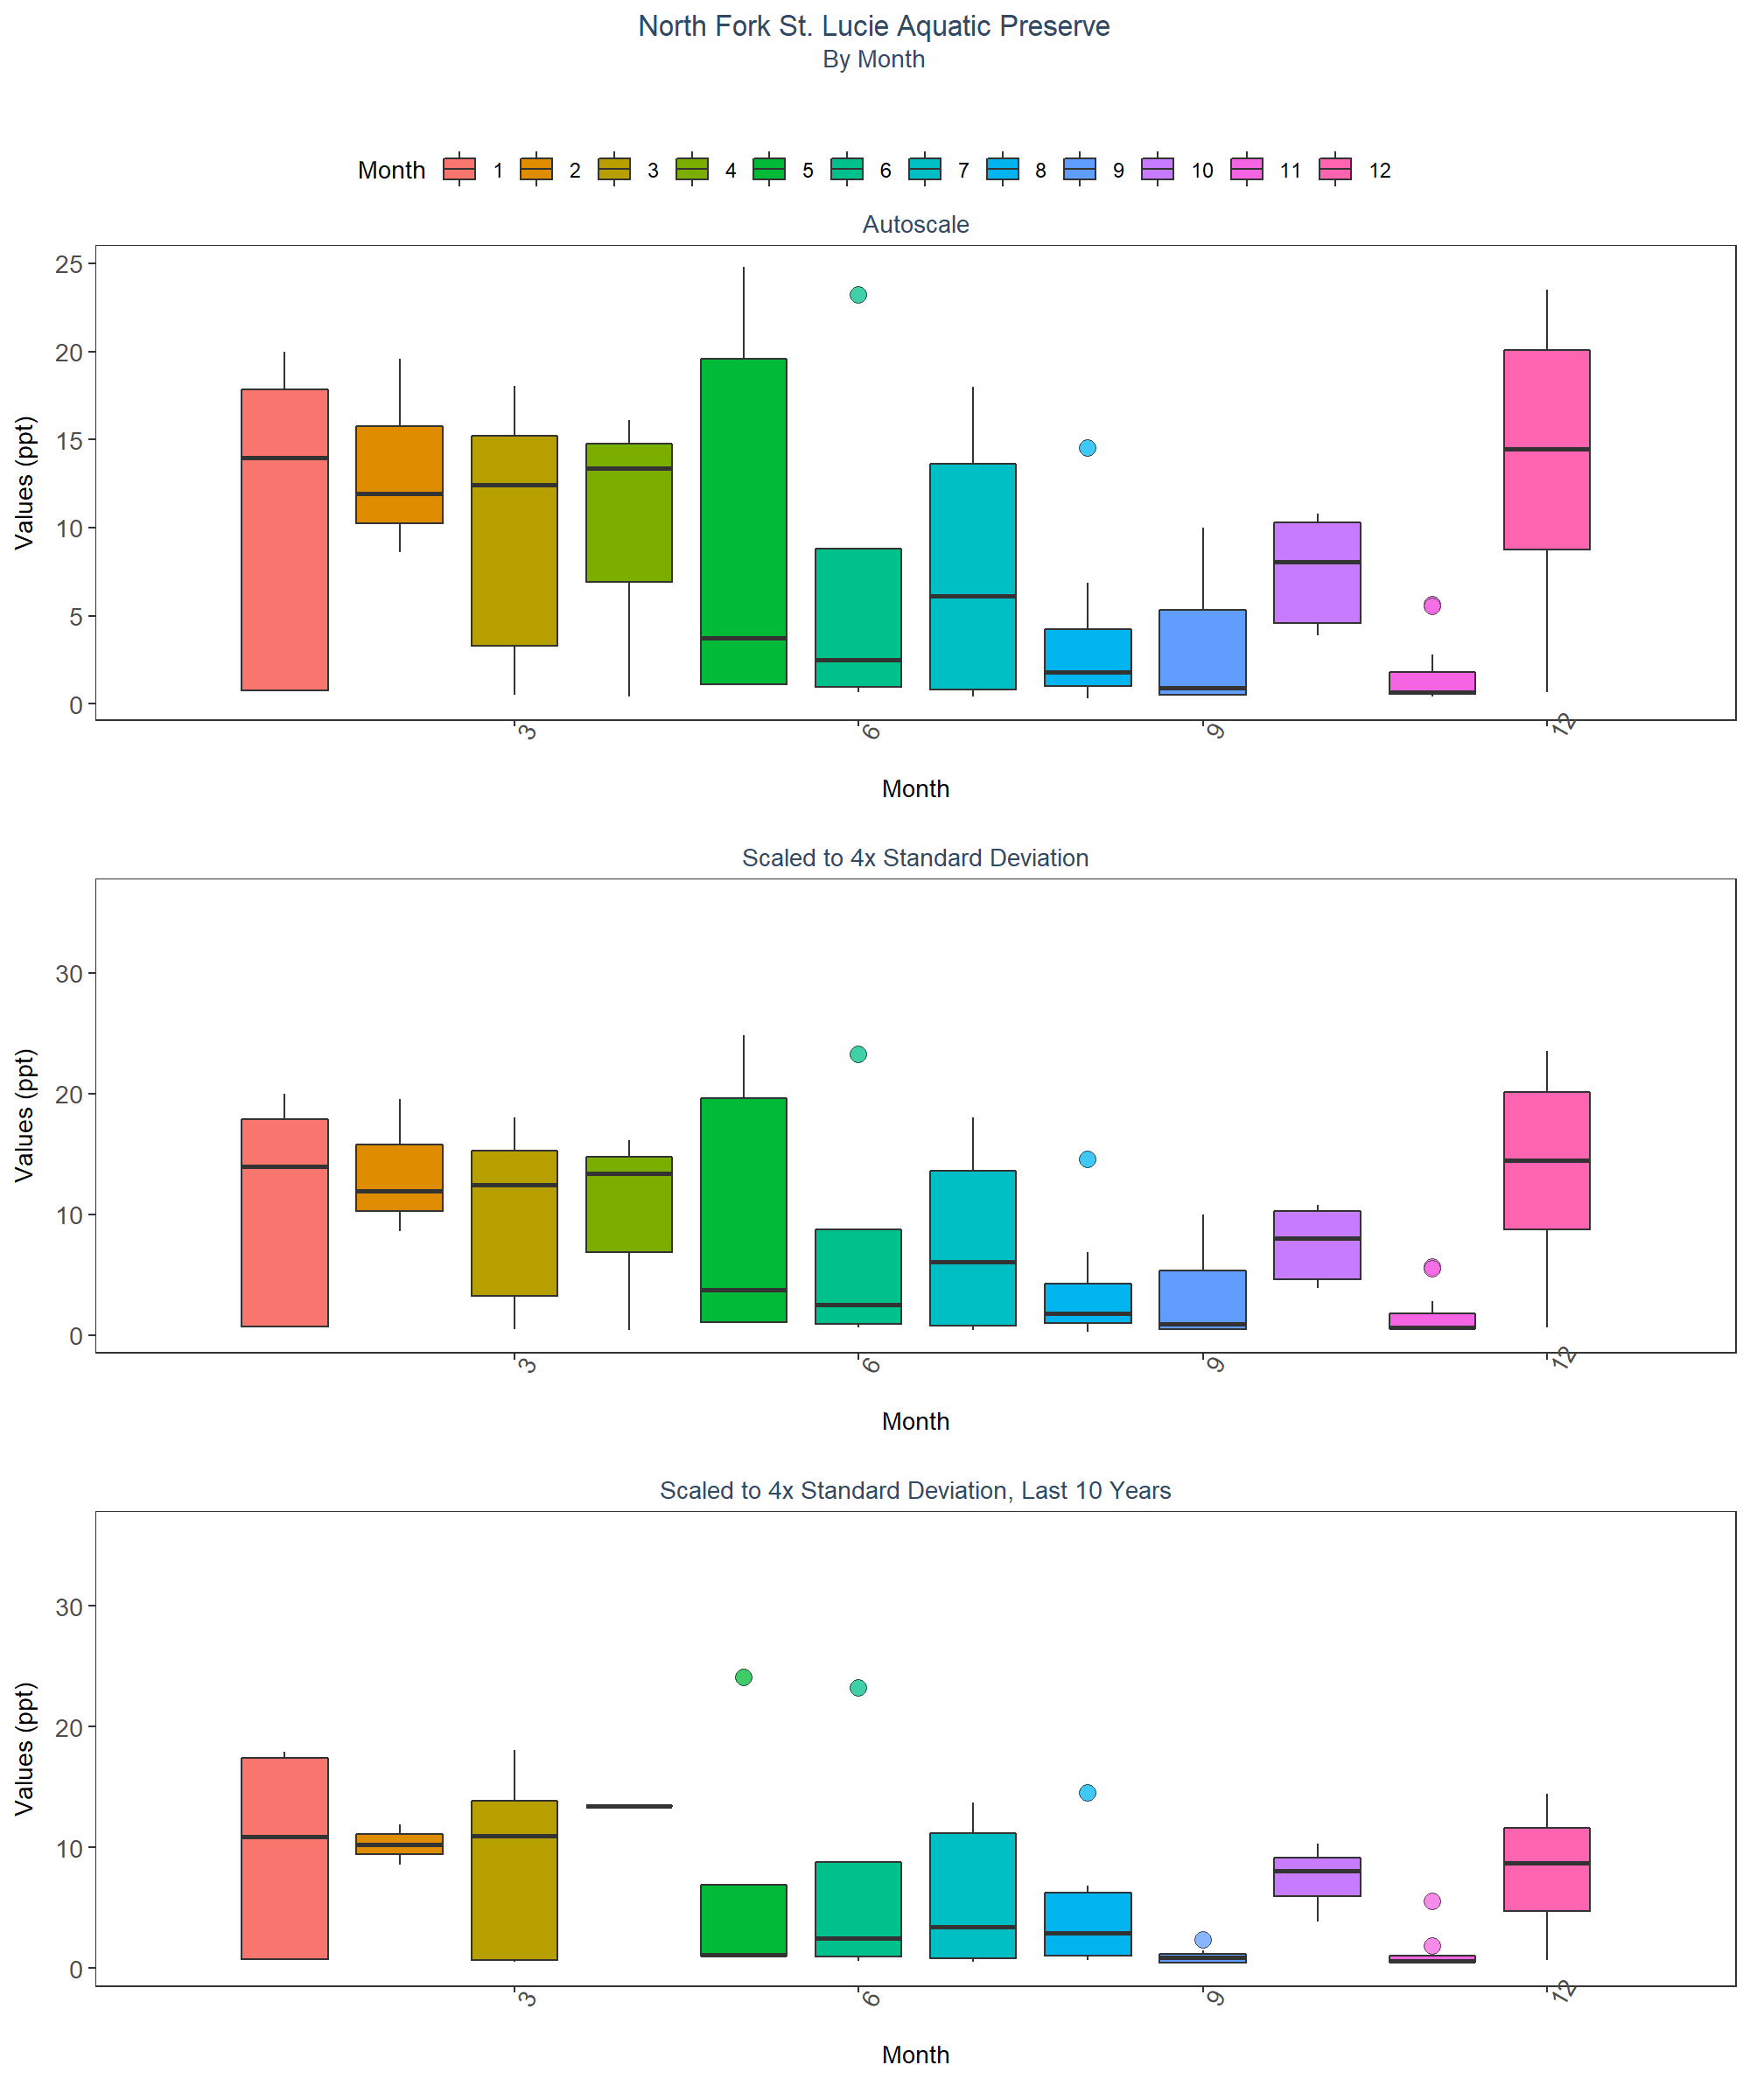 North Fork St. Lucie Aquatic Preserve
By Month
Month 1 2 3 4 5 6 7 8 9 10 11 12
Autoscale
Values (ppt)
25
20
15
10
5
0
3 6 9 12
Month
Scaled to 4x Standard Deviation
Values (ppt)
30
20
10
0
3 6 9 12
Month
Scaled to 4x Standard Deviation, Last 10 Years
Values (ppt)
30
20
10
0
3 6 9 12
Month